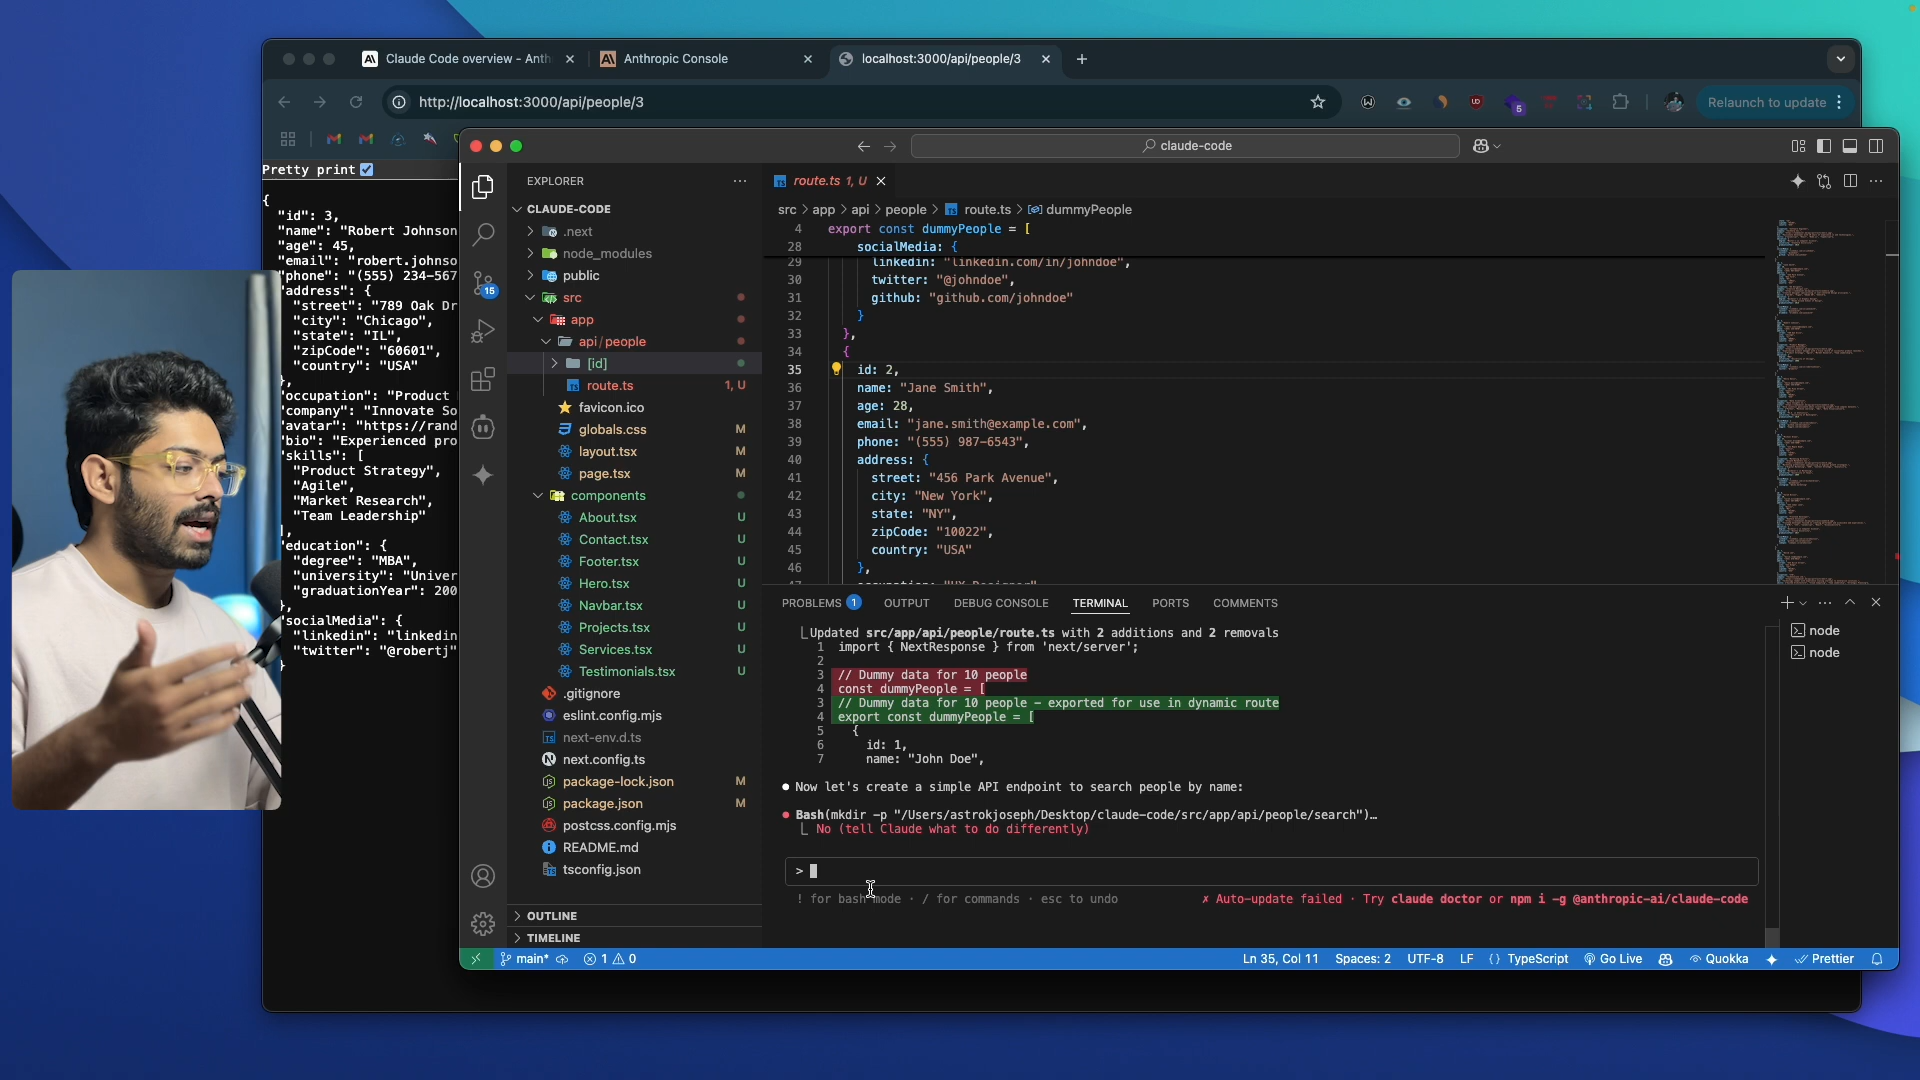 Claude Code overview - Anth
Anthropic Console
localhost:3000/api/people/3
http://localhost:3000/api/people/3
Relaunch to update
5
Pretty print
{
"id": 3,
"name": "Robert Johnson
"age": 45,
"email": "robert.johnso
"phone": "(555) 234-567
"address": {
"street": "789 Oak Dr
"city": "Chicago",
"state": "IL",
"zipCode": "60601",
"country": "USA"
},
"occupation": "Product
"company": "Innovate So
"avatar": "https://rand
"bio": "Experienced pro
"skills": [
"Product Strategy",
"Agile",
"Market Research",
"Team Leadership"
],
"education": {
"degree": "MBA",
"university": "Univer
"graduationYear": 200
},
"socialMedia": {
"linkedin": "linkedin
"twitter": "@robertj"
}
claude-code
EXPLORER
CLAUDE-CODE
.next
node_modules
public
src
app
api/people
[id]
route.ts 1, U
favicon.ico
globals.css M
layout.tsx M
page.tsx M
components
About.tsx U
Contact.tsx U
Footer.tsx U
Hero.tsx U
Navbar.tsx U
Projects.tsx U
Services.tsx U
Testimonials.tsx U
.gitignore
eslint.config.mjs
next-env.d.ts
next.config.ts
package-lock.json M
package.json M
postcss.config.mjs
README.md
tsconfig.json
OUTLINE
TIMELINE
15
route.ts 1, U
src > app > api > people > route.ts > dummyPeople
4 export const dummyPeople = [
28 socialMedia: {
29 linkedin: "linkedin.com/in/johndoe",
30 twitter: "@johndoe",
31 github: "github.com/johndoe"
32 }
33 },
34 {
35 id: 2,
36 name: "Jane Smith",
37 age: 28,
38 email: "jane.smith@example.com",
39 phone: "(555) 987-6543",
40 address: {
41 street: "456 Park Avenue",
42 city: "New York",
43 state: "NY",
44 zipCode: "10022",
45 country: "USA"
46 },
47 occupation: "UX Designer"
PROBLEMS 1 OUTPUT DEBUG CONSOLE TERMINAL PORTS COMMENTS
node
node
Updated src/app/api/people/route.ts with 2 additions and 2 removals
1 import { NextResponse } from 'next/server';
2
3 // Dummy data for 10 people
4 const dummyPeople = [
3 // Dummy data for 10 people - exported for use in dynamic route
4 export const dummyPeople = [
5 {
6 id: 1,
7 name: "John Doe",
Now let's create a simple API endpoint to search people by name:
Bash(mkdir -p "/Users/astrokjoseph/Desktop/claude-code/src/app/api/people/search")…
No (tell Claude what to do differently)
>
! for bash mode · / for commands · esc to undo
✗ Auto-update failed · Try claude doctor or npm i -g @anthropic-ai/claude-code
main* 1 0
Ln 35, Col 11 Spaces: 2 UTF-8 LF {} TypeScript Go Live Quokka Prettier